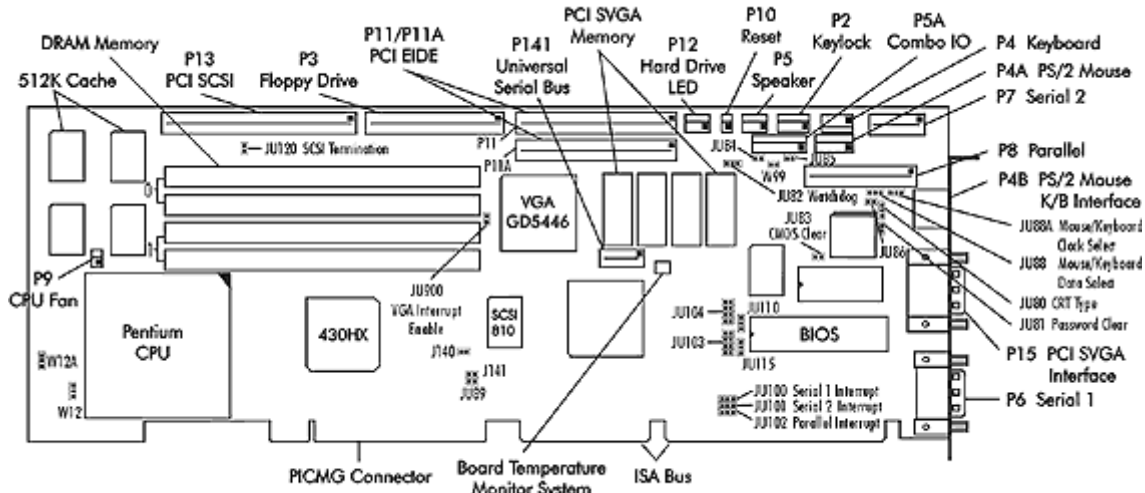 DRAM Memory
512K Cache
P13
PCI SCSI
P3
Floppy Drive
P11/P11A
PCI EIDE
P141
Universal
Serial Bus
PCI SVGA
Memory
P12
Hard Drive
LED
P10
Reset
P5
Speaker
P2
Keylock
P5A
Combo IO
P4 Keyboard
P4A PS/2 Mouse
P7 Serial 2
P8 Parallel
P4B PS/2 Mouse
K/B Interface
JU88A Mouse/Keyboard
Clock Select
JU88 Mouse/Keyboard
Data Select
JU80 CRT Type
JU81 Password Clear
P15 PCI SVGA
Interface
P6 Serial 1
JU120 SCSI Termination
P11
P11A
JU84
W99
JU85
JU82 Watchdog
JU83
CMOS Clear
JU86
0
1
VGA
GD5446
P9
CPU Fan
Pentium
CPU
W12A
W12
430HX
JU900
VGA Interrupt
Enable
SCSI
810
J140
J141
JU89
JU104
JU110
JU103
JU115
BIOS
JU100 Serial 1 Interrupt
JU100 Serial 2 Interrupt
JU102 Parallel Interrupt
PICMG Connector
Board Temperature
Monitor System
ISA Bus